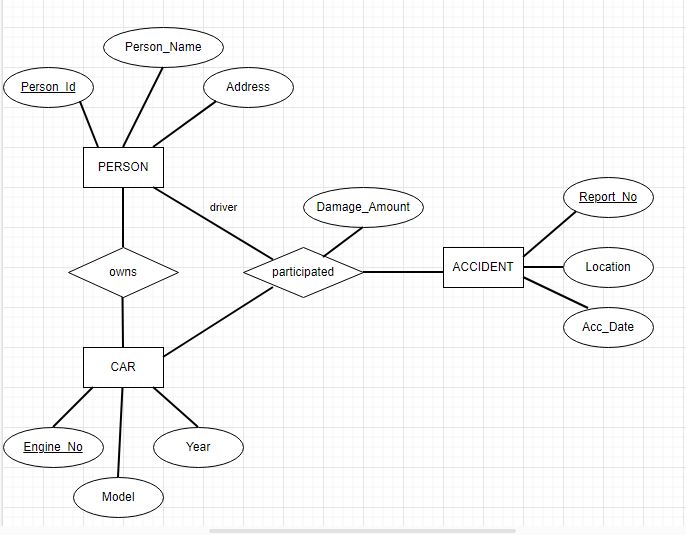 Person_Name
Person_Id
Address
PERSON
driver
Damage_Amount
Report_No
owns
participated
ACCIDENT
Location
Acc_Date
CAR
Engine_No
Year
Model